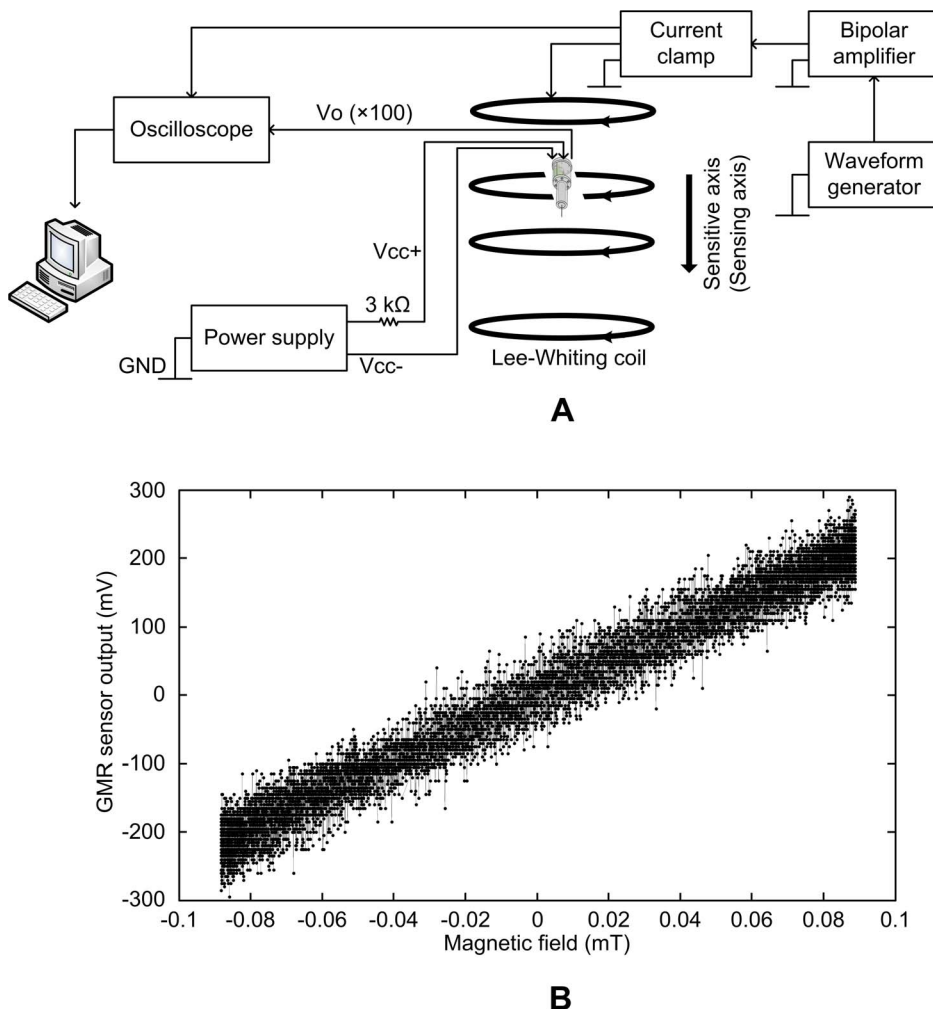 Current
clamp
Bipolar
amplifier
Vo (×100)
Oscilloscope
Waveform
generator
Sensitive axis
(Sensing axis)
Vcc+
3 kΩ
Power supply
GND
Vcc-
Lee-Whiting coil
A
300
200
100
0
-100
-200
-300
GMR sensor output (mV)
-0.1 -0.08 -0.06 -0.04 -0.02 0 0.02 0.04 0.06 0.08 0.1
Magnetic field (mT)
B